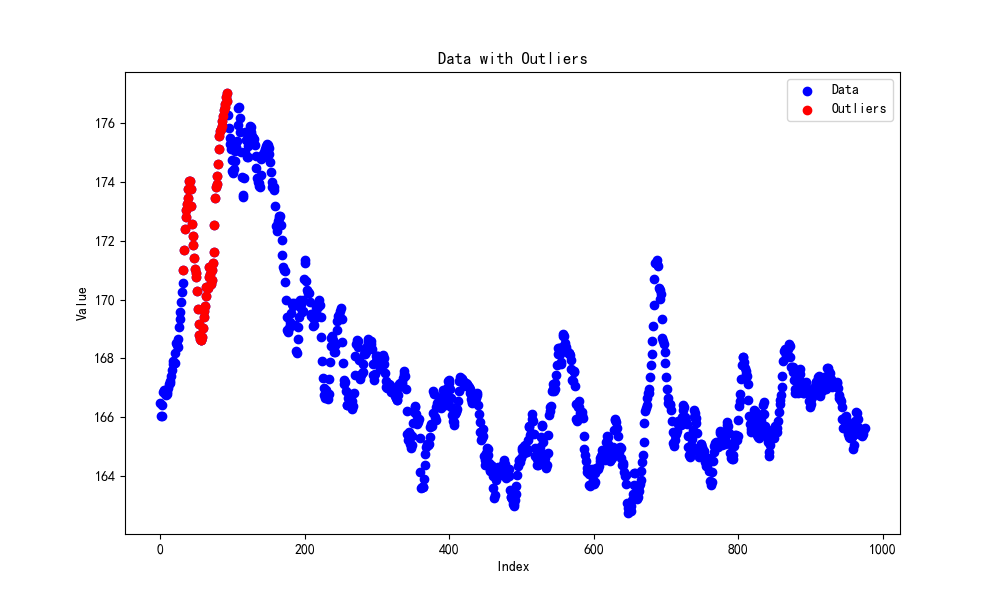 Data with Outliers
Data
Outliers
176
174
172
170
168
166
164
Value
0 200 400 600 800 1000
Index